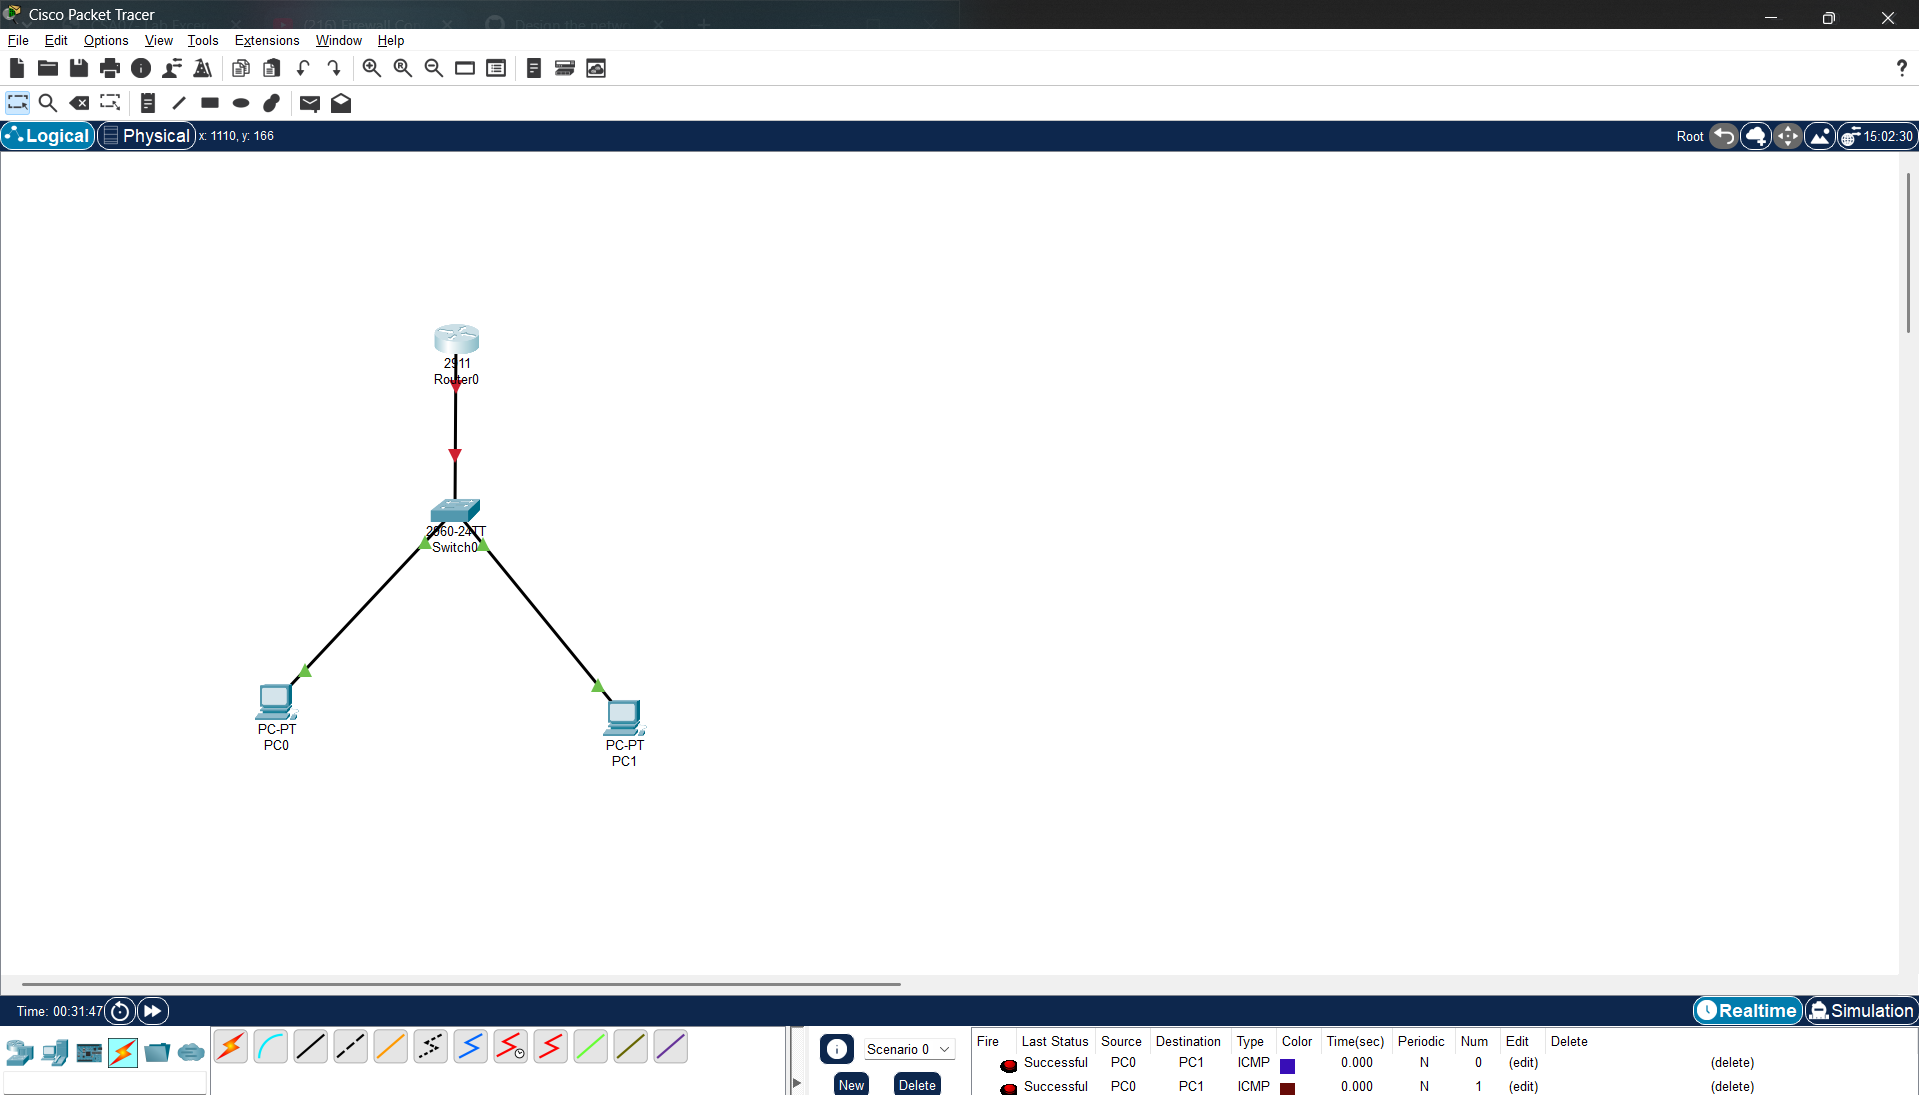 Cisco Packet Tracer
File Edit Options View Tools Extensions Window Help
Logical Physical x: 1110, y: 166 Root 15:02:30
2911
Router0
2960-24TT
Switch0
PC-PT
PC0
PC-PT
PC1
Time: 00:31:47 Realtime Simulation
Scenario 0
New Delete
Fire Last Status Source Destination Type Color Time(sec) Periodic Num Edit Delete
Successful PC0 PC1 ICMP 0.000 N 0 (edit) (delete)
Successful PC0 PC1 ICMP 0.000 N 1 (edit) (delete)